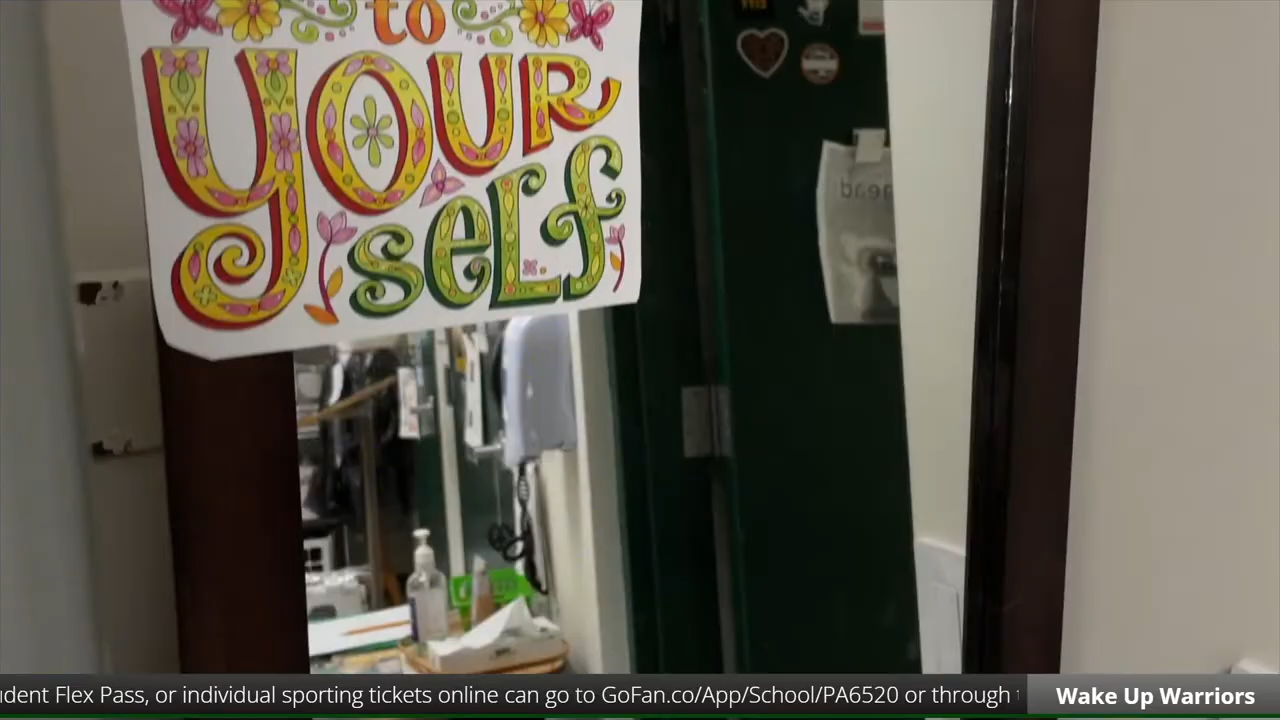 to
YOUR
self
udent Flex Pass, or individual sporting tickets online can go to GoFan.co/App/School/PA6520 or through
Wake Up Warriors